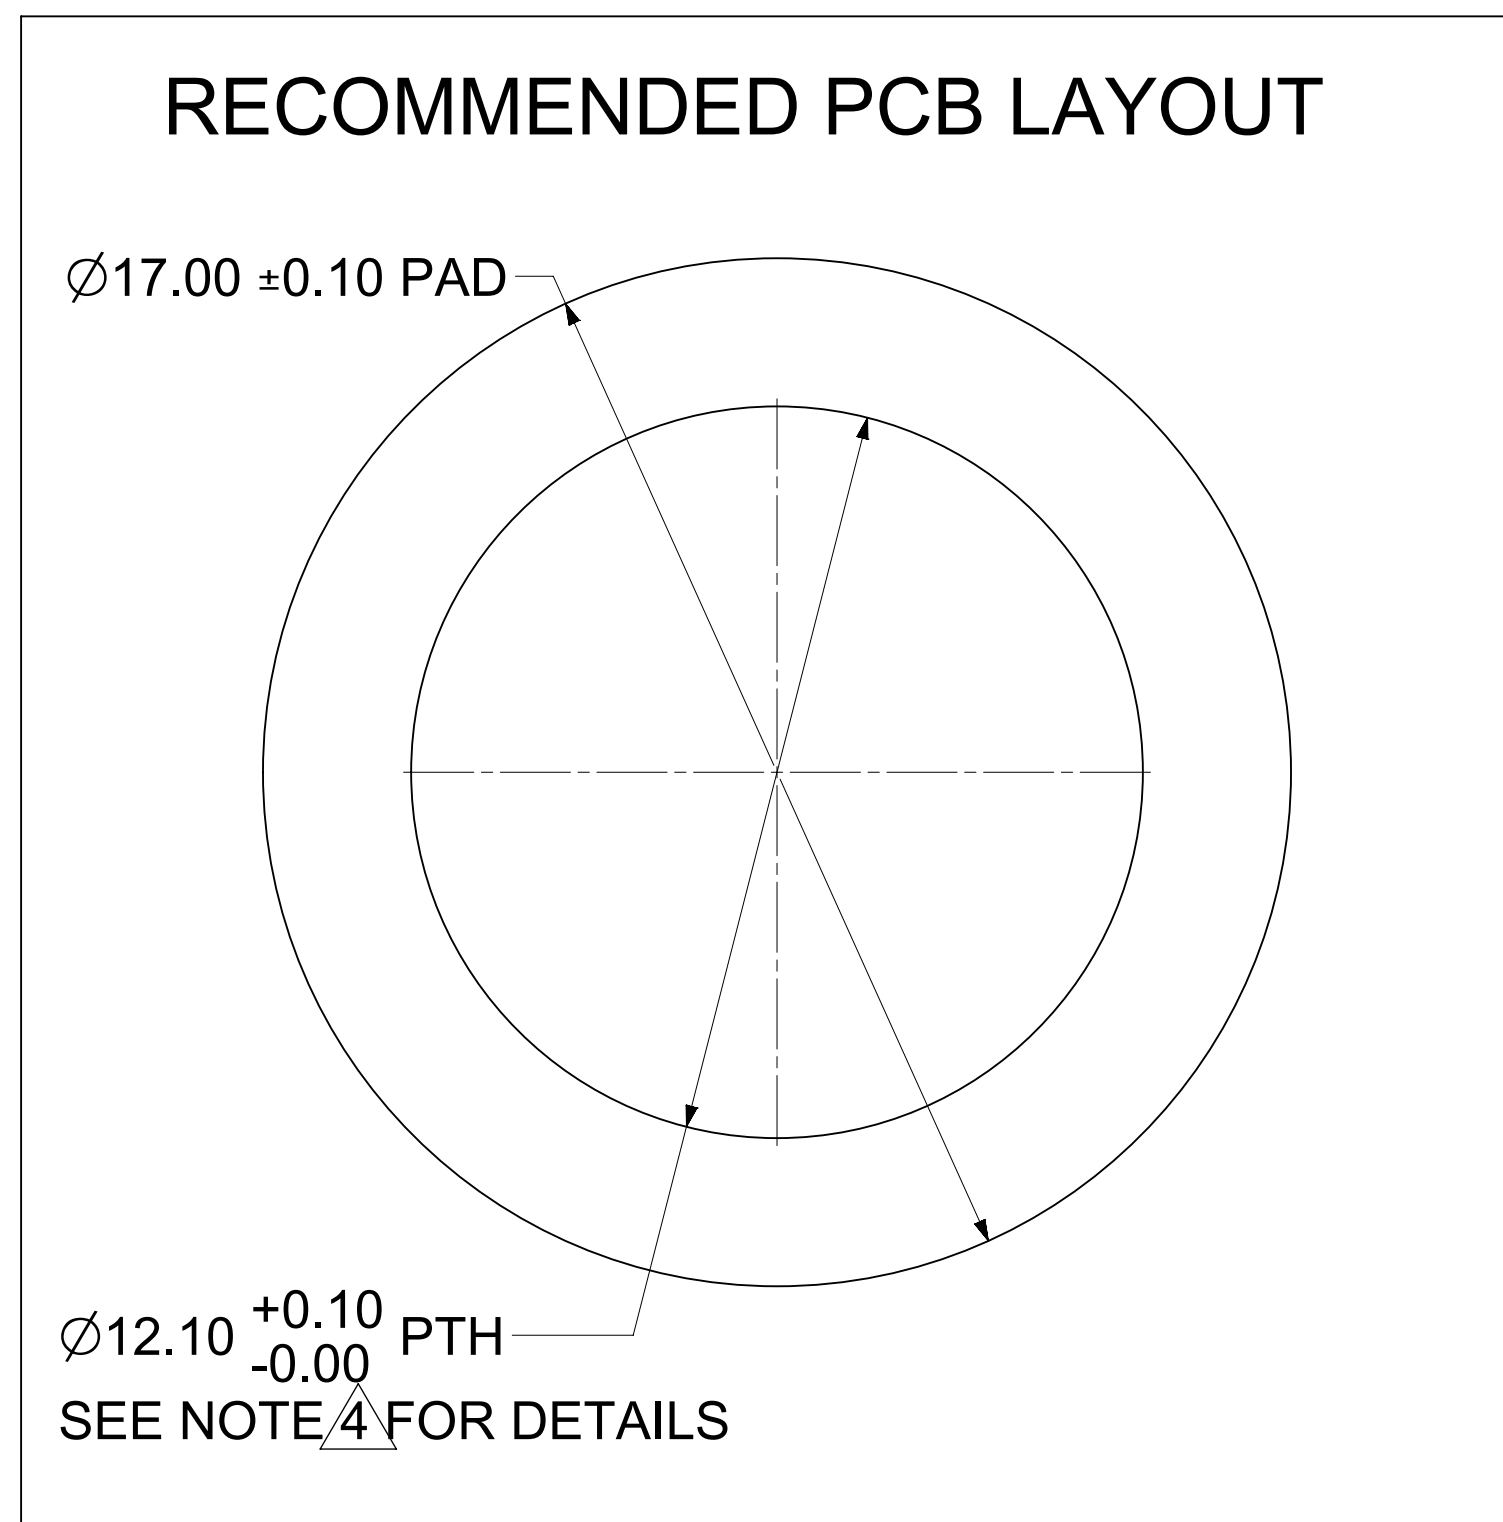 RECOMMENDED PCB LAYOUT
∅17.00 ±0.10 PAD
∅12.10 +0.10 -0.00 PTH
SEE NOTE 4 FOR DETAILS